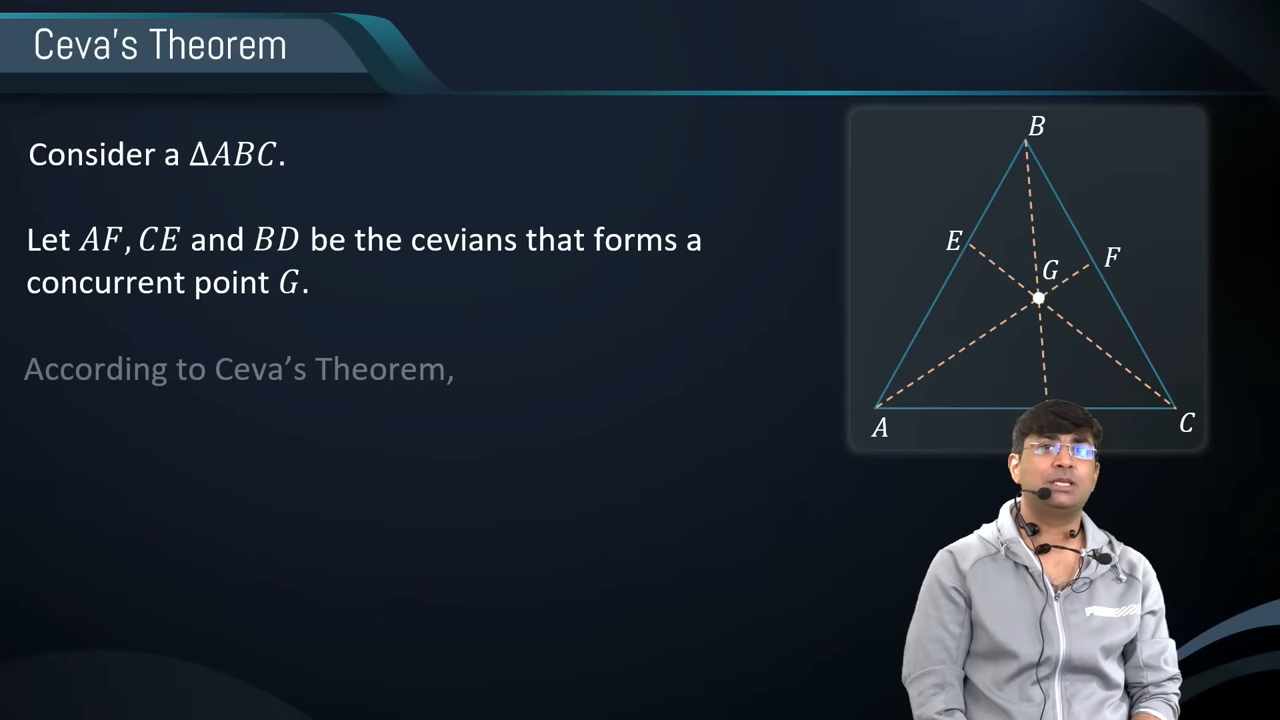 Ceva's Theorem
Consider a ΔABC.
Let AF, CE and BD be the cevians that forms a
concurrent point G.
According to Ceva's Theorem,
B
E
F
G
A
C